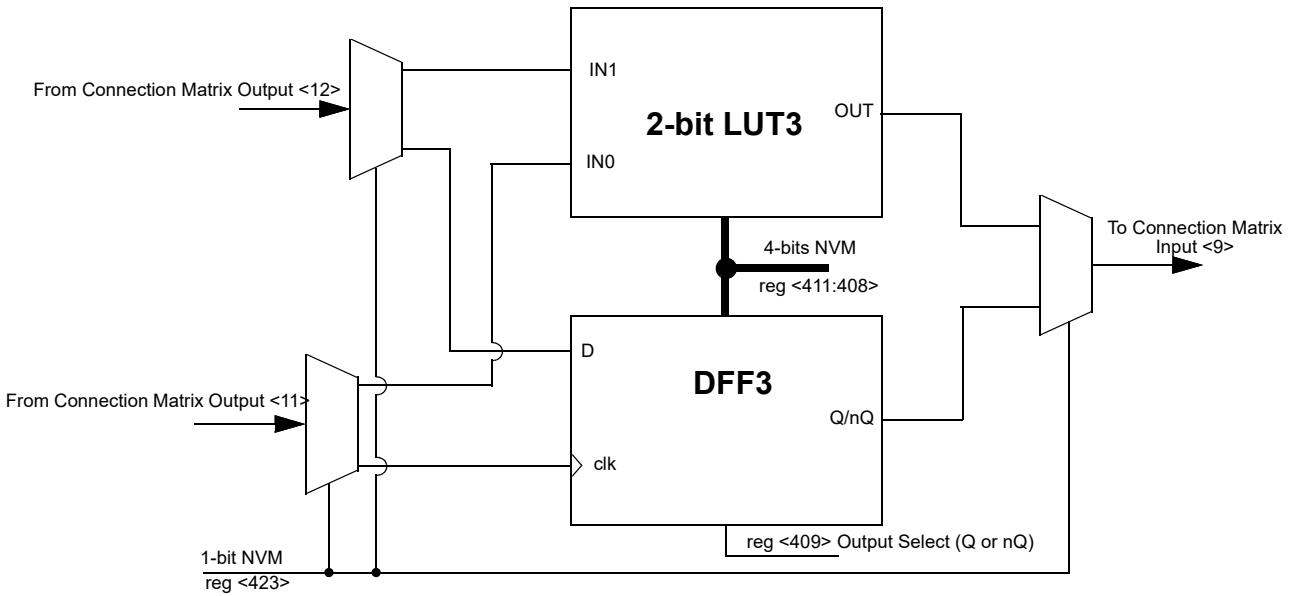 From Connection Matrix Output <12>
IN1
2-bit LUT3
OUT
IN0
To Connection Matrix
Input <9>
4-bits NVM
reg <411:408>
D
DFF3
From Connection Matrix Output <11>
Q/nQ
clk
reg <409> Output Select (Q or nQ)
1-bit NVM
reg <423>